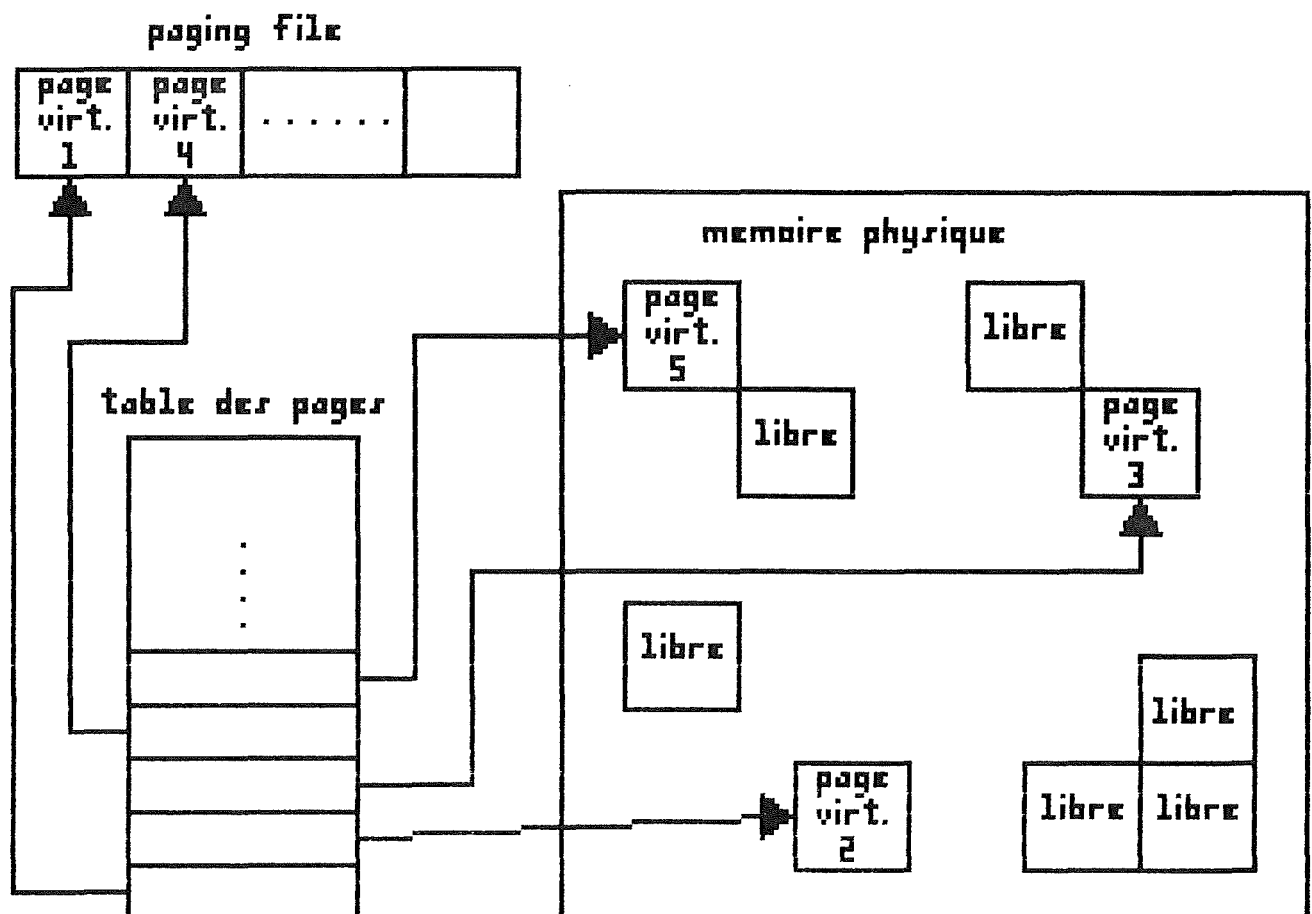 paging file
page
virt.
1
page
virt.
4
. . . . . .
memoire physique
page
virt.
5
libre
libre
page
virt.
3
table des pages
libre
libre
page
virt.
2
libre
libre